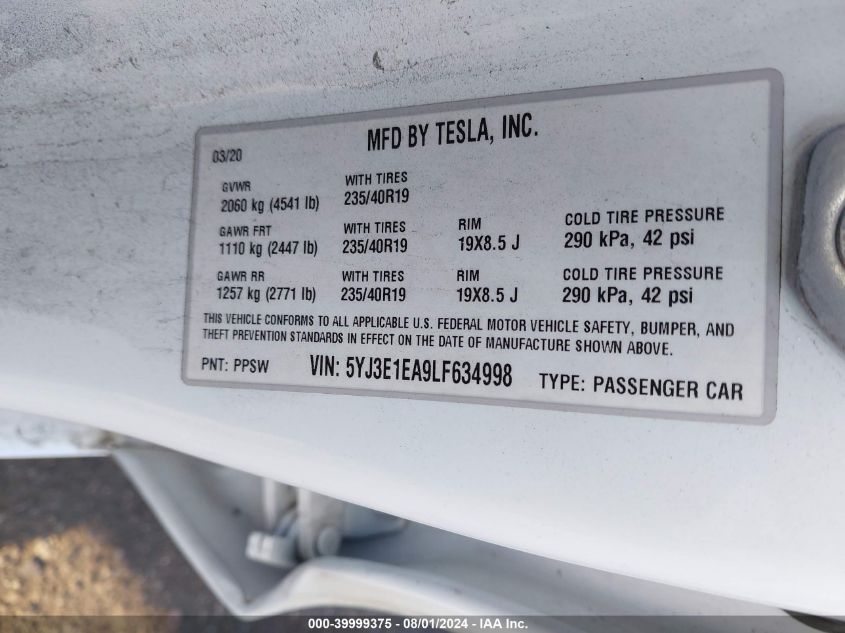 MFD BY TESLA, INC.
03/20
GVWR WITH TIRES
2060 kg (4541 lb) 235/40R19
GAWR FRT WITH TIRES RIM COLD TIRE PRESSURE
1110 kg (2447 lb) 235/40R19 19X8.5 J 290 kPa, 42 psi
GAWR RR WITH TIRES RIM COLD TIRE PRESSURE
1257 kg (2771 lb) 235/40R19 19X8.5 J 290 kPa, 42 psi
THIS VEHICLE CONFORMS TO ALL APPLICABLE U.S. FEDERAL MOTOR VEHICLE SAFETY, BUMPER, AND
THEFT PREVENTION STANDARDS IN EFFECT ON THE DATE OF MANUFACTURE SHOWN ABOVE.
PNT: PPSW VIN: 5YJ3E1EA9LF634998 TYPE: PASSENGER CAR
000-39999375 - 08/01/2024 - IAA Inc.